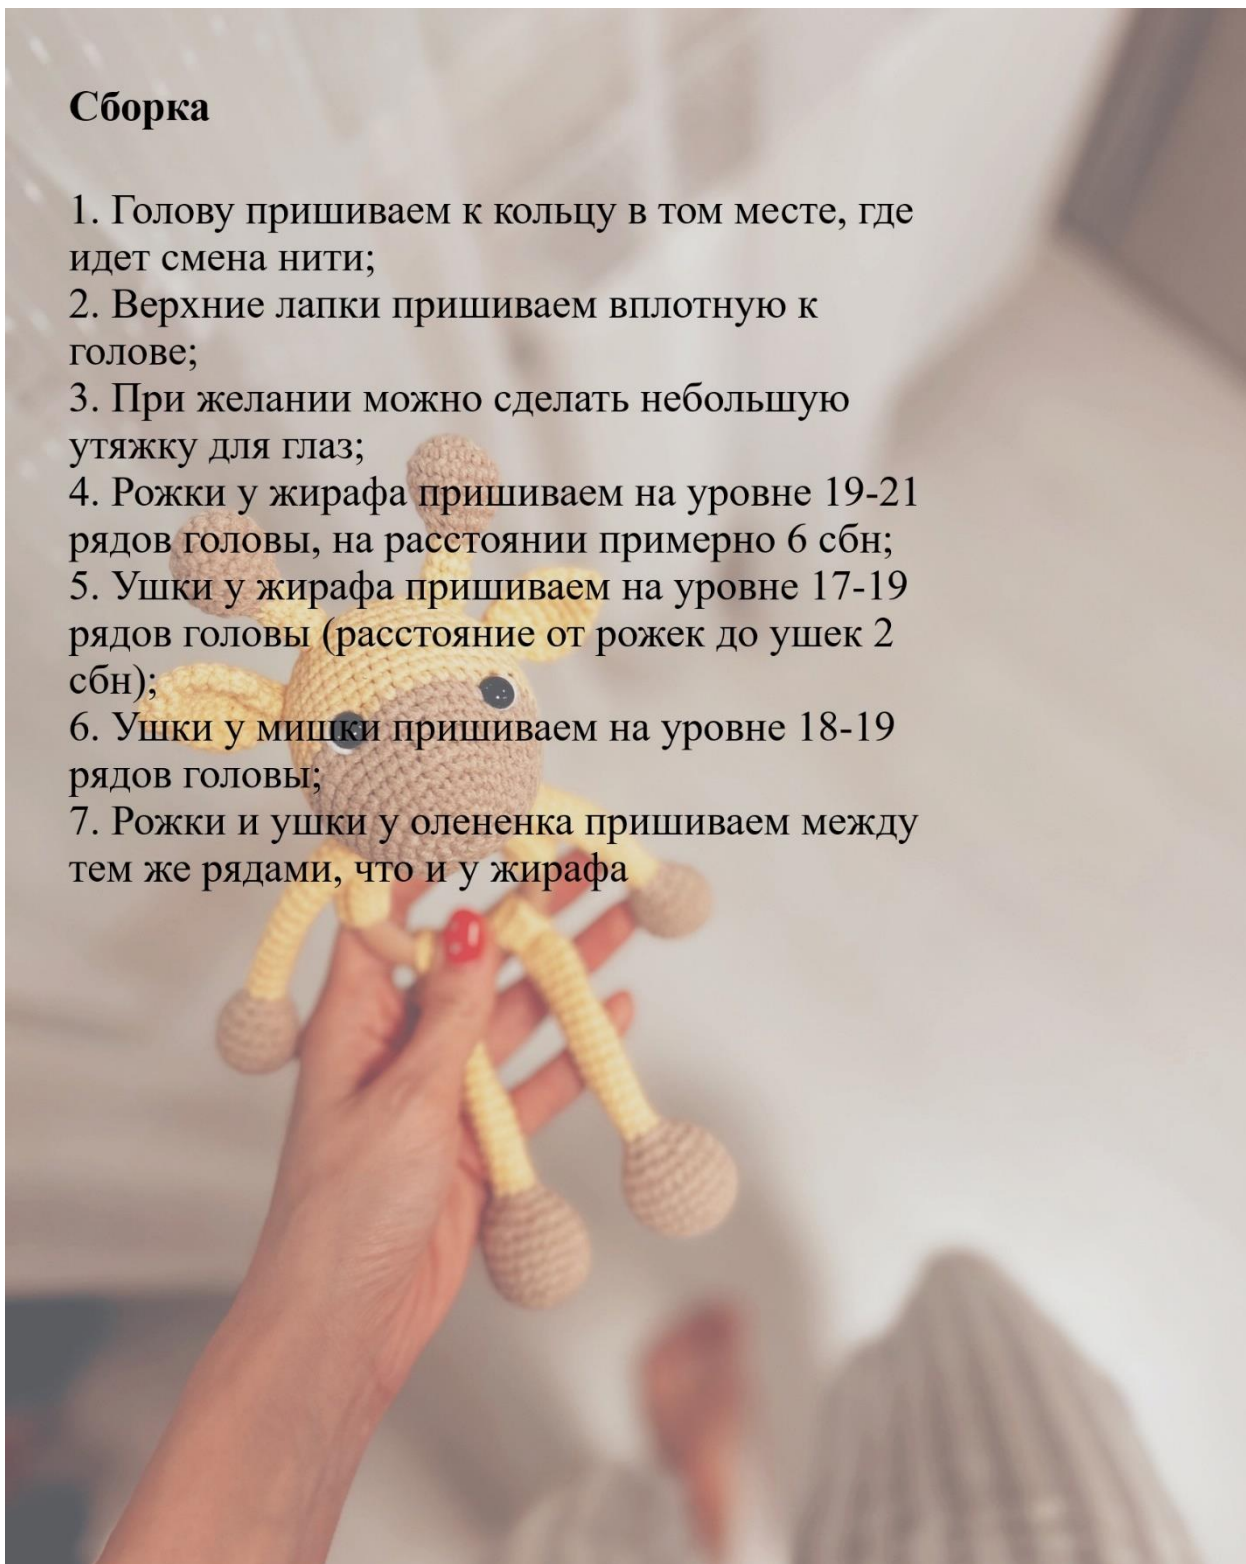 Сборка
1. Голову пришиваем к кольцу в том месте, где
идет смена нити;
2. Верхние лапки пришиваем вплотную к
голове;
3. При желании можно сделать небольшую
утяжку для глаз;
4. Рожки у жирафа пришиваем на уровне 19-21
рядов головы, на расстоянии примерно 6 сбн;
5. Ушки у жирафа пришиваем на уровне 17-19
рядов головы (расстояние от рожек до ушек 2
сбн);
6. Ушки у мишки пришиваем на уровне 18-19
рядов головы;
7. Рожки и ушки у олененка пришиваем между
тем же рядами, что и у жирафа